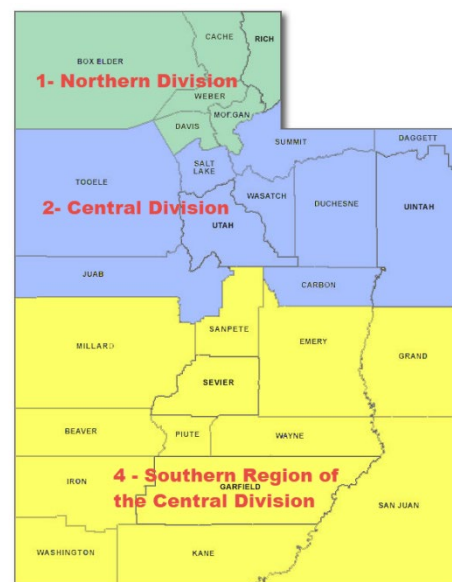 CACHE
RICH
BOX ELDER
1- Northern Division
WEBER
MORGAN
DAVIS
SUMMIT
DAGGETT
SALT
LAKE
TOOELE
WASATCH
DUCHESNE
UINTAH
2- Central Division
UTAH
JUAB
CARBON
SANPETE
MILLARD
EMERY
GRAND
SEVIER
BEAVER
PIUTE
WAYNE
4 - Southern Region of
IRON
GARFIELD
the Central Division
SAN JUAN
WASHINGTON
KANE